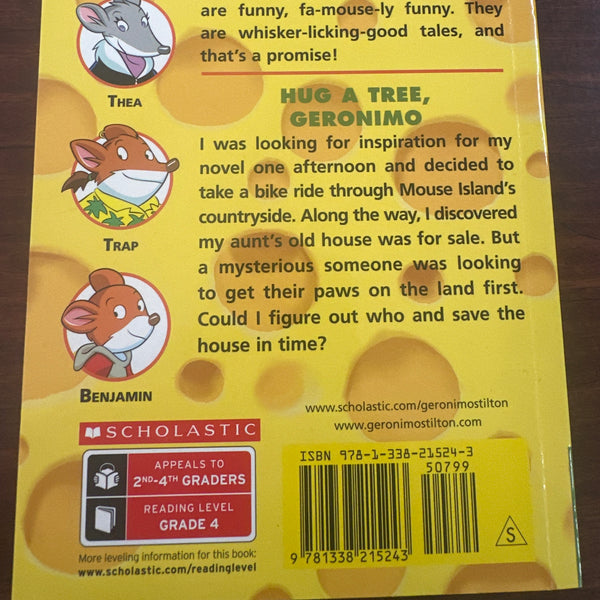 are funny, fa-mouse-ly funny. They
are whisker-licking-good tales, and
that's a promise!
THEA
HUG A TREE,
GERONIMO
I was looking for inspiration for my
novel one afternoon and decided to
take a bike ride through Mouse Island's
countryside. Along the way, I discovered
my aunt's old house was for sale. But
a mysterious someone was looking
to get their paws on the land first.
Could I figure out who and save the
house in time?
TRAP
BENJAMIN
www.scholastic.com/geronimostilton
www.geronimostilton.com
SCHOLASTIC
APPEALS TO
2ND-4TH GRADERS
READING LEVEL
GRADE 4
More leveling information for this book:
www.scholastic.com/readinglevel
ISBN 978-1-338-21524-3
50799
9 781338 215243
S